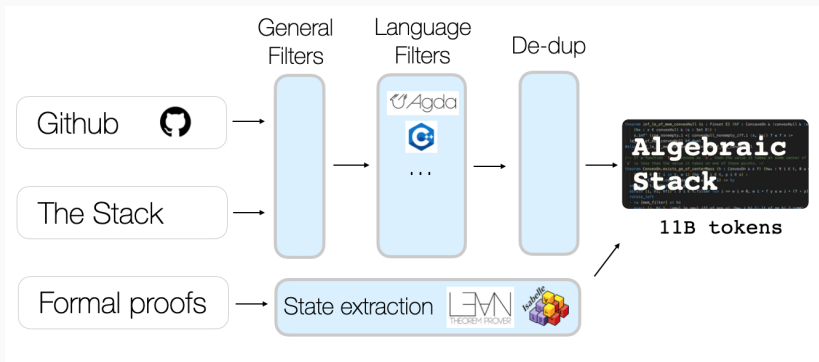 General
Filters
Language
Filters
De-dup
Agda
...
Github
The Stack
Algebraic
Stack
11B tokens
Formal proofs
State extraction
LEAN
THEOREM PROVER
Isabelle